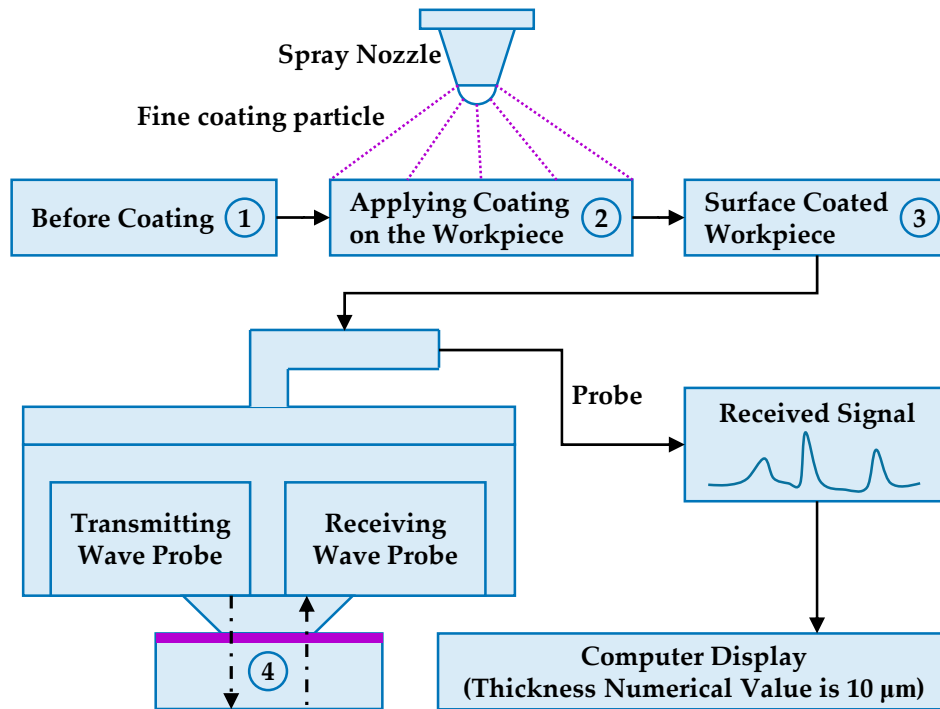 Spray Nozzle
Fine coating particle
Before Coating 1
Applying Coating
on the Workpiece 2
Surface Coated
Workpiece 3
Probe
Received Signal
Transmitting
Wave Probe
Receiving
Wave Probe
4
Computer Display
(Thickness Numerical Value is 10 μm)